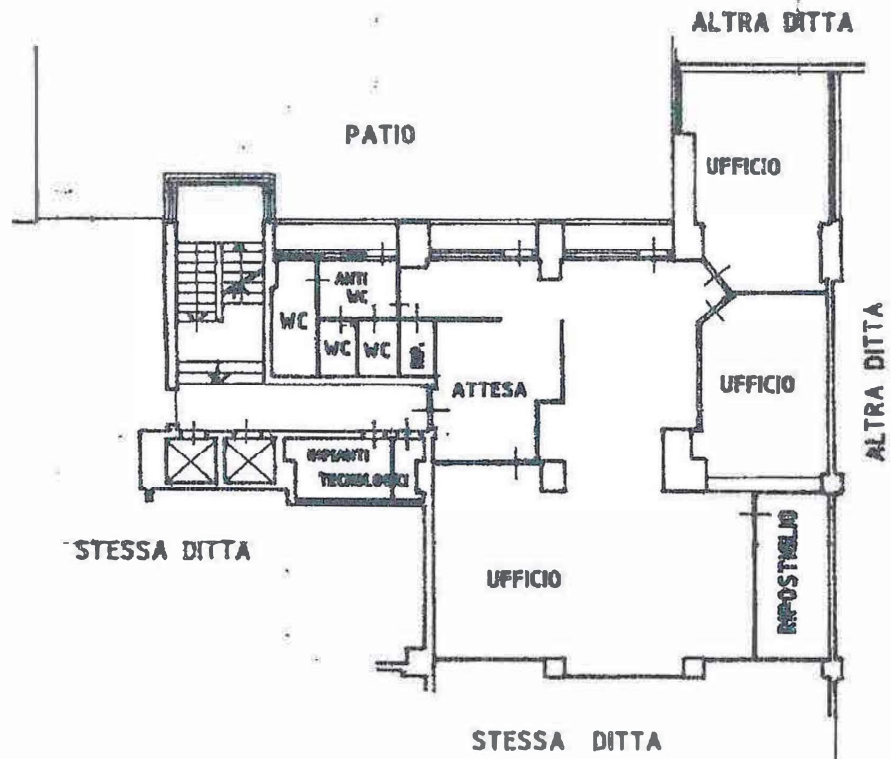 ALTRA DITTA
PATIO
UFFICIO
ANTI
WC
WC
WC
WC
ATTESA
UFFICIO
ALTRA DITTA
IMPIANTI
TECNOLOGICI
STESSA DITTA
UFFICIO
RIPOSTIGLIO
STESSA DITTA